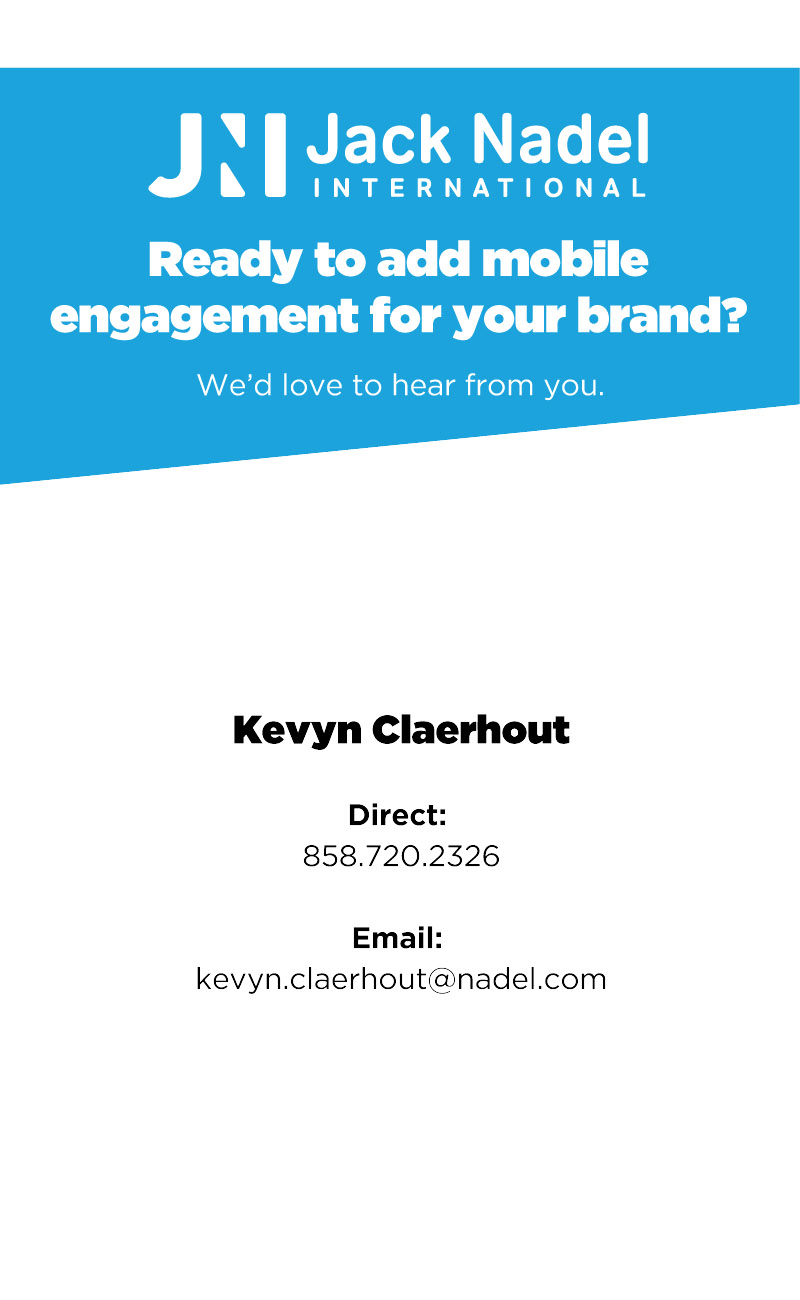 JN Jack Nadel
INTERNATIONAL
Ready to add mobile
engagement for your brand?
We’d love to hear from you.
Kevyn Claerhout
Direct:
858.720.2326
Email:
kevyn.claerhout@nadel.com